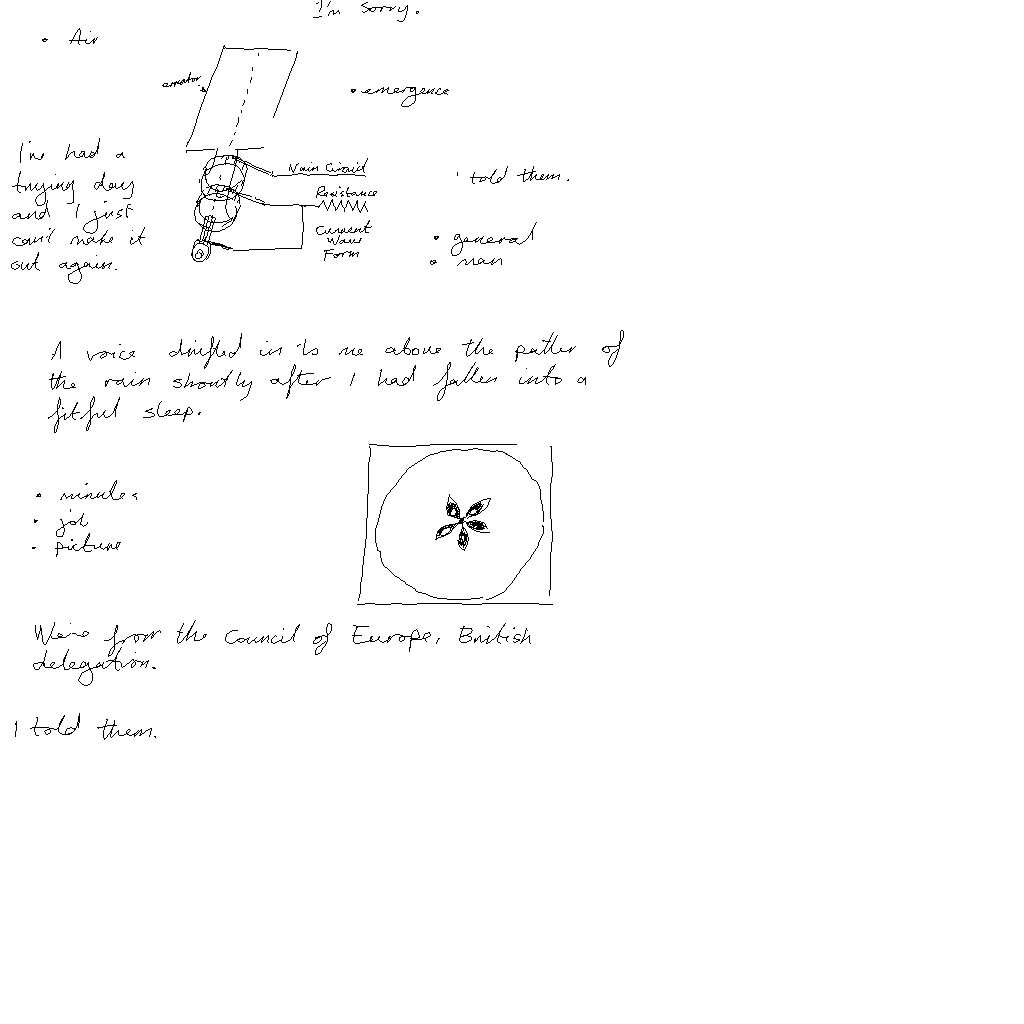 I'm sorry.
• Air
• emergence
I've had a
trying day
and I just
can't make it
out again.
Main Circuit
Resistance
Current
Wave
Form
told them.
• general
• man
A voice drifted in to me above the patter of
the rain shortly after I had fallen into a
fitful sleep.
• minutes
• job
• picture
We're from the Council of Europe, British
delegation.
I told them.